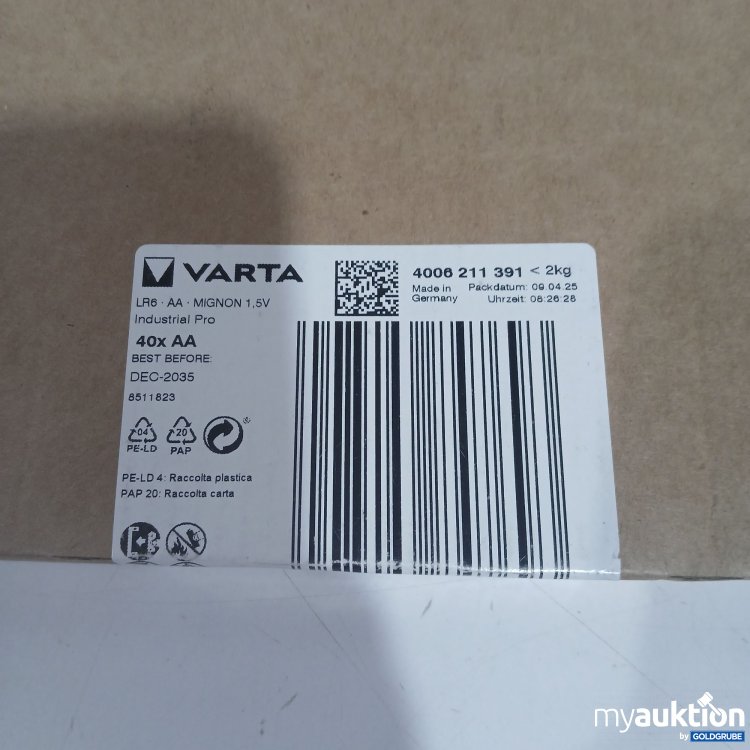 VARTA
LR6 · AA · MIGNON 1,5V
Industrial Pro
40x AA
BEST BEFORE:
DEC-2035
8511823
4006 211 391 < 2kg
Made in
Germany
Packdatum: 09.04.25
Uhrzeit: 08:26:28
04
PE-LD
20
PAP
®
PE-LD 4: Raccolta plastica
PAP 20: Raccolta carta
myauktion
by GOLDGRUBE